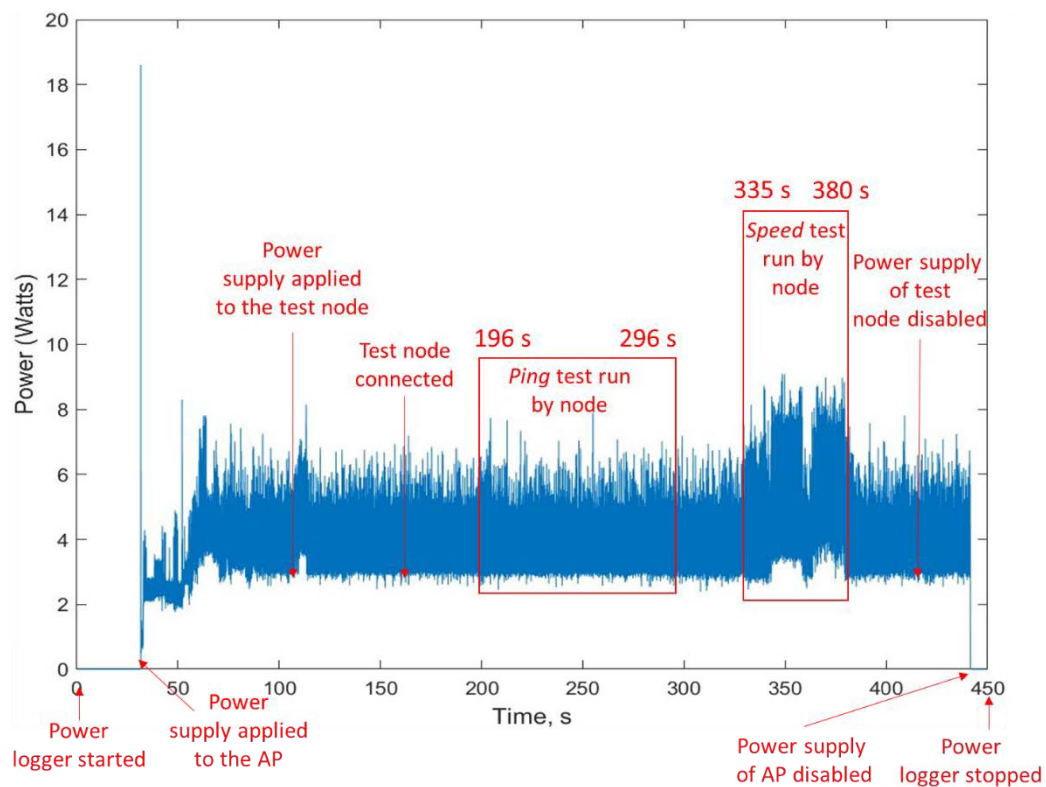 20
18
16
14
12
10
8
6
4
2
0
Power (Watts)
0
50
100
150
200
250
300
350
400
450
Time, s
335 s
380 s
Speed test
run by
node
Power
supply applied
to the test node
Power supply
of test
node disabled
196 s
296 s
Test node
connected
Ping test run
by node
Power
logger started
Power
supply applied
to the AP
Power supply
of AP disabled
Power
logger stopped